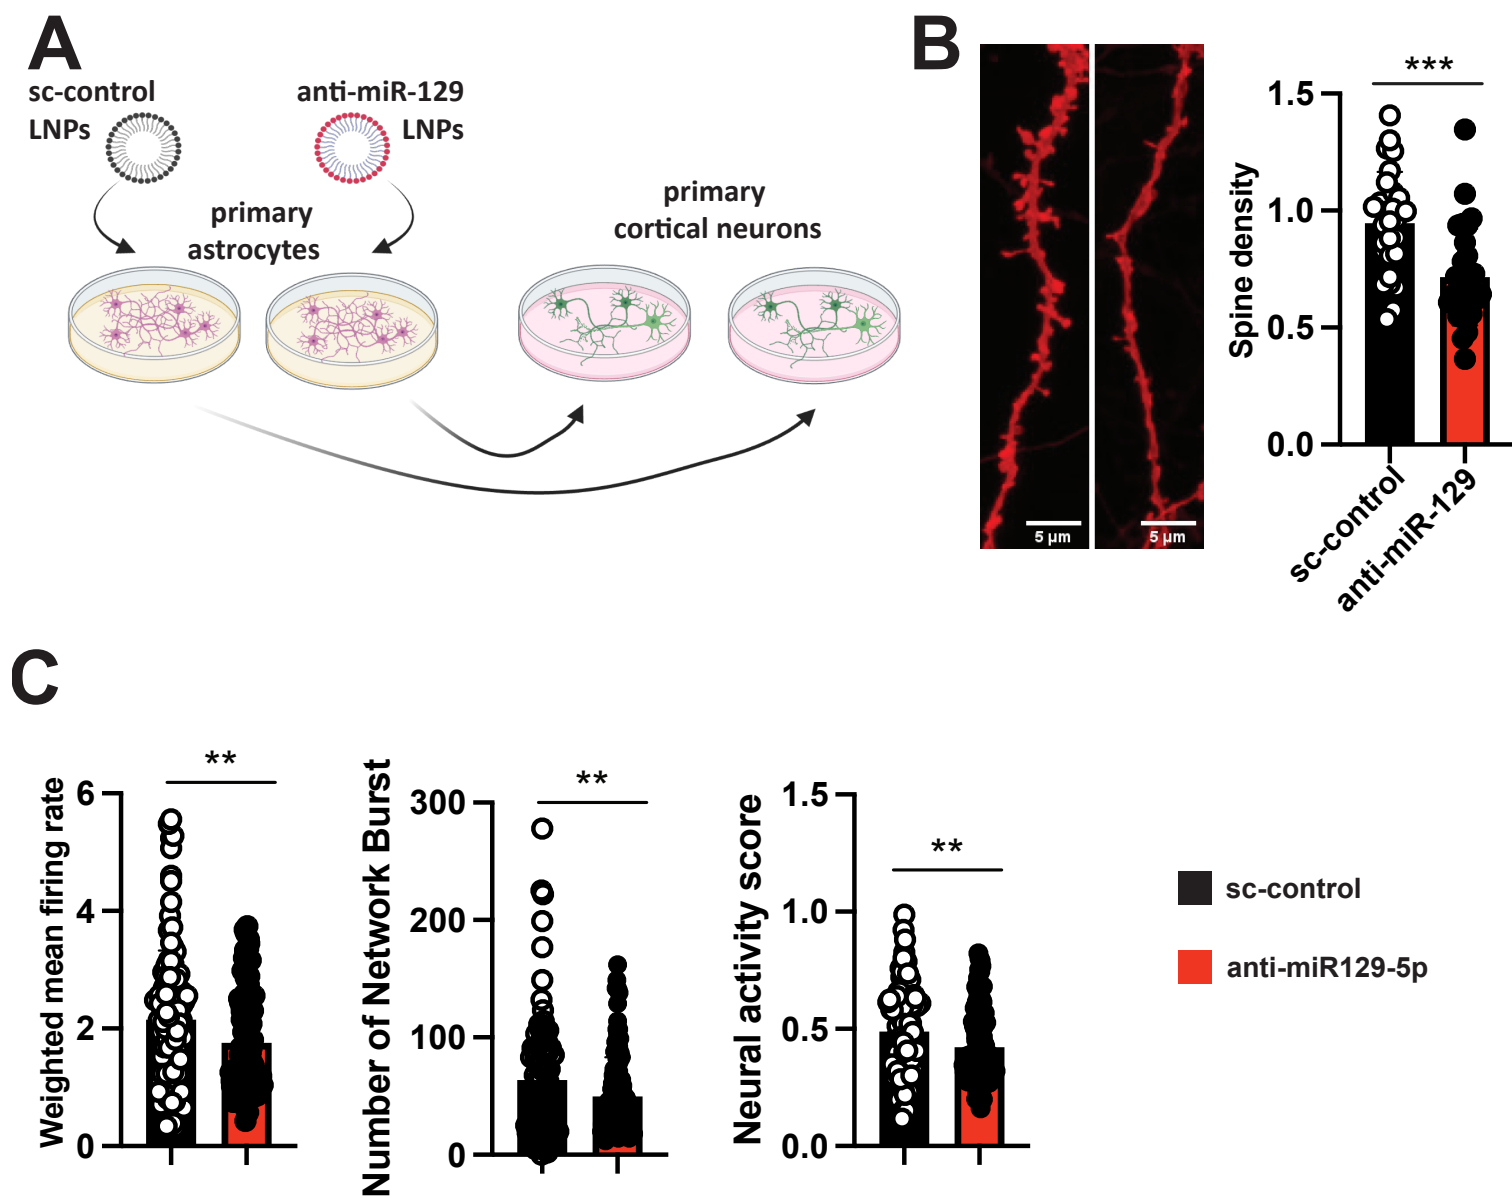 A
sc-control
LNPs
anti-miR-129
LNPs
primary
astrocytes
primary
cortical neurons
B
5 µm
5 µm
***
Spine density
1.5
1.0
0.5
0.0
sc-control
anti-miR-129
C
**
Weighted mean firing rate
6
4
2
0
**
Number of Network Burst
300
200
100
0
**
Neural activity score
1.5
1.0
0.5
0.0
sc-control
anti-miR129-5p